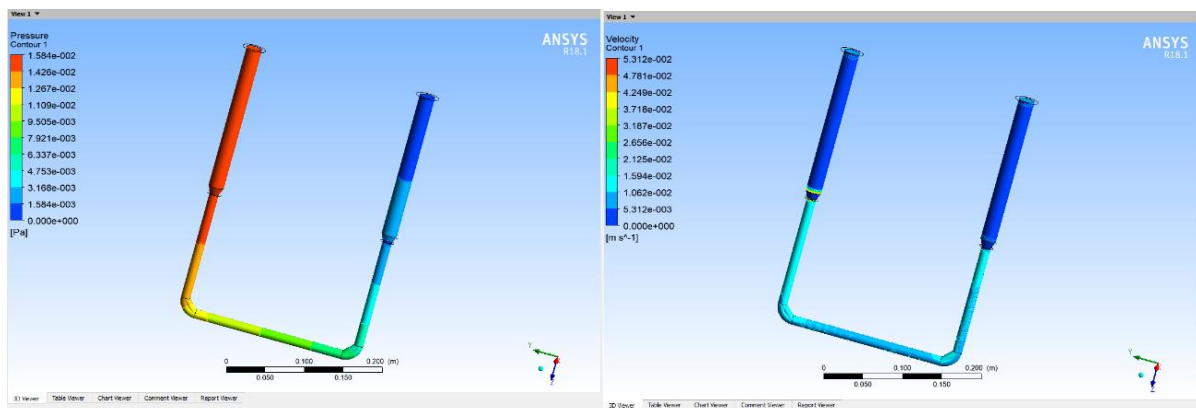 View 1
Pressure
Contour 1
1.584e-002
1.426e-002
1.267e-002
1.109e-002
9.505e-003
7.921e-003
6.337e-003
4.753e-003
3.168e-003
1.584e-003
0.000e+000
[Pa]
ANSYS
R18.1
Y
Z
0 0.100 0.200 (m)
0.050 0.150
3D Viewer Table Viewer Chart Viewer Comment Viewer Report Viewer
View 1
Velocity
Contour 1
5.312e-002
4.781e-002
4.249e-002
3.718e-002
3.187e-002
2.656e-002
2.125e-002
1.594e-002
1.062e-002
5.312e-003
0.000e+000
[m s^-1]
ANSYS
R18.1
Y
Z
0 0.100 0.200 (m)
0.050 0.150
3D Viewer Table Viewer Chart Viewer Comment Viewer Report Viewer